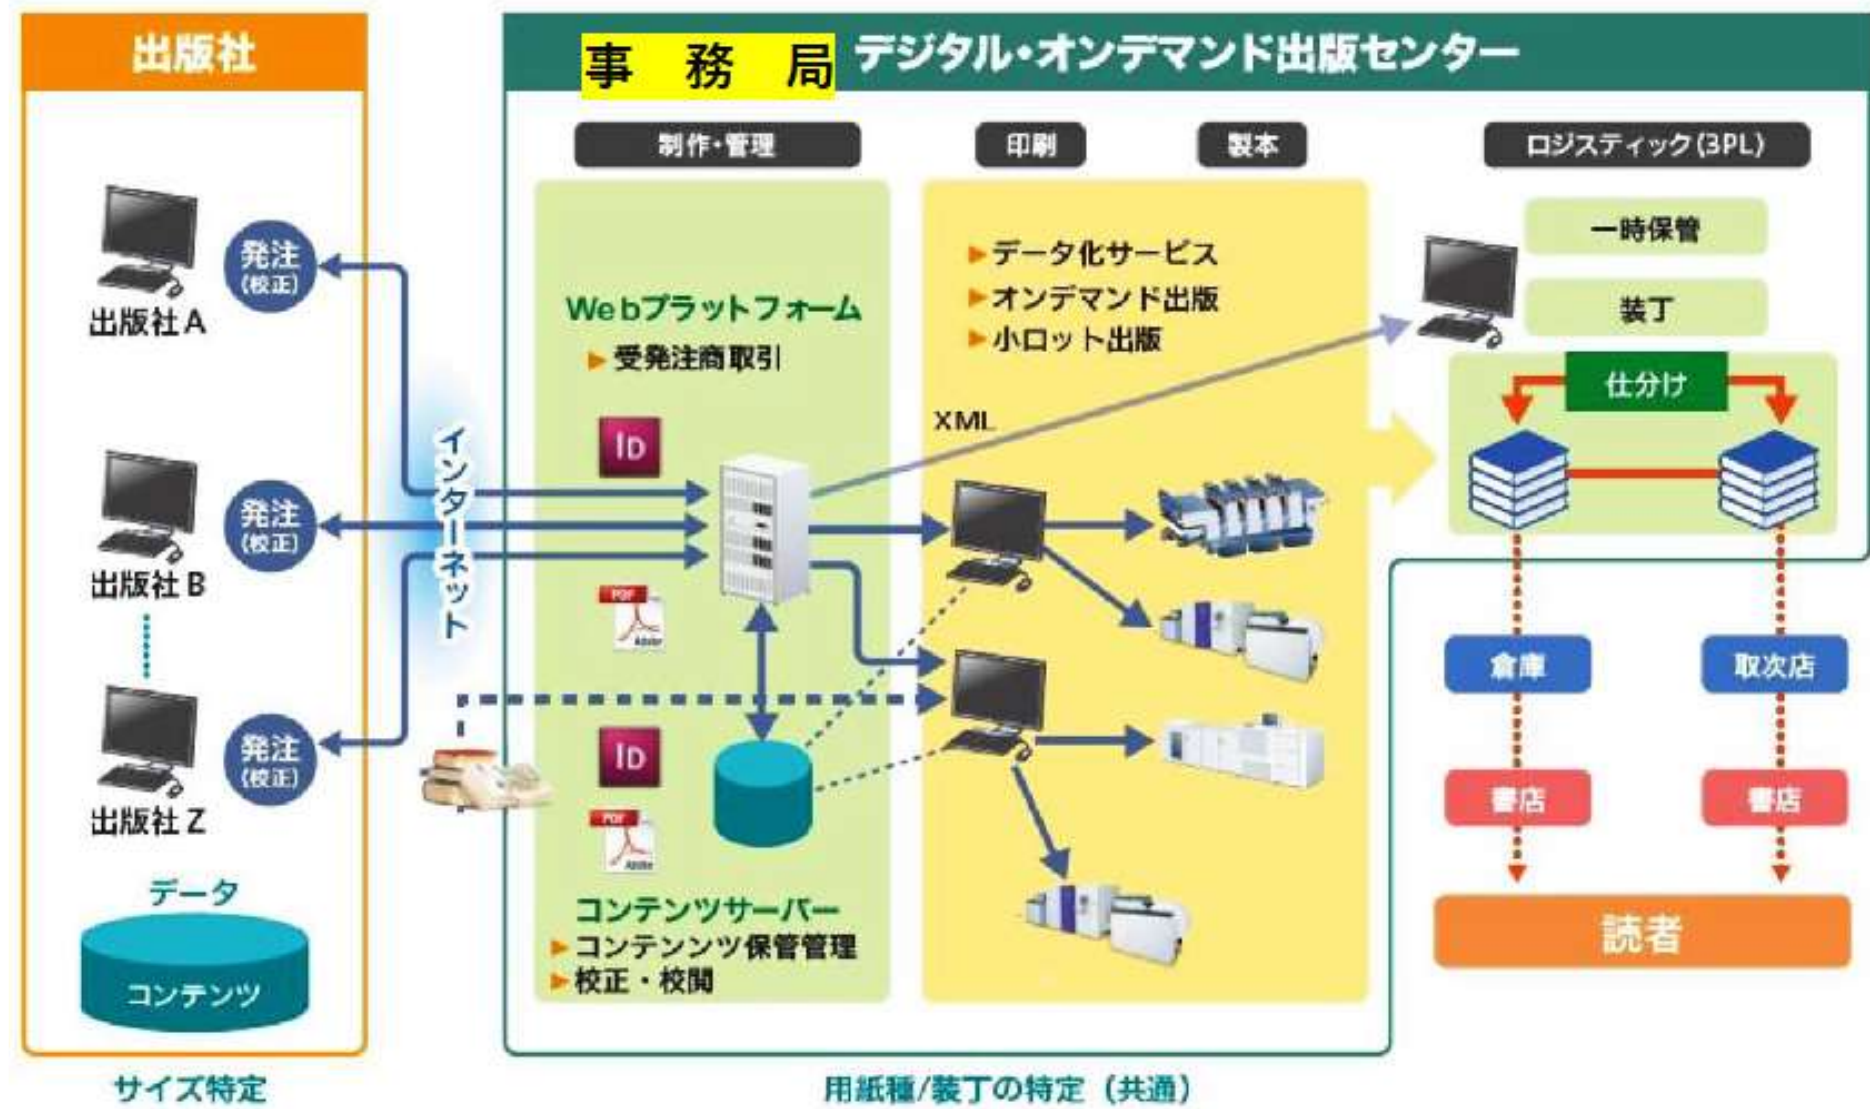 出版社
事 務 局 デジタル・オンデマンド出版センター
制作・管理
印刷
製本
ロジスティック(3PL)
出版社A
発注
(校正)
出版社B
発注
(校正)
出版社Z
発注
(校正)
データ
コンテンツ
サイズ特定
インターネット
Webプラットフォーム
▶受発注商取引
ID
PDF
Adobe
ID
PDF
Adobe
コンテンツサーバー
▶コンテンンツ保管管理
▶校正・校閲
▶データ化サービス
▶オンデマンド出版
▶小ロット出版
XML
一時保管
装丁
仕分け
倉庫
取次店
書店
書店
読者
用紙種/装丁の特定(共通)